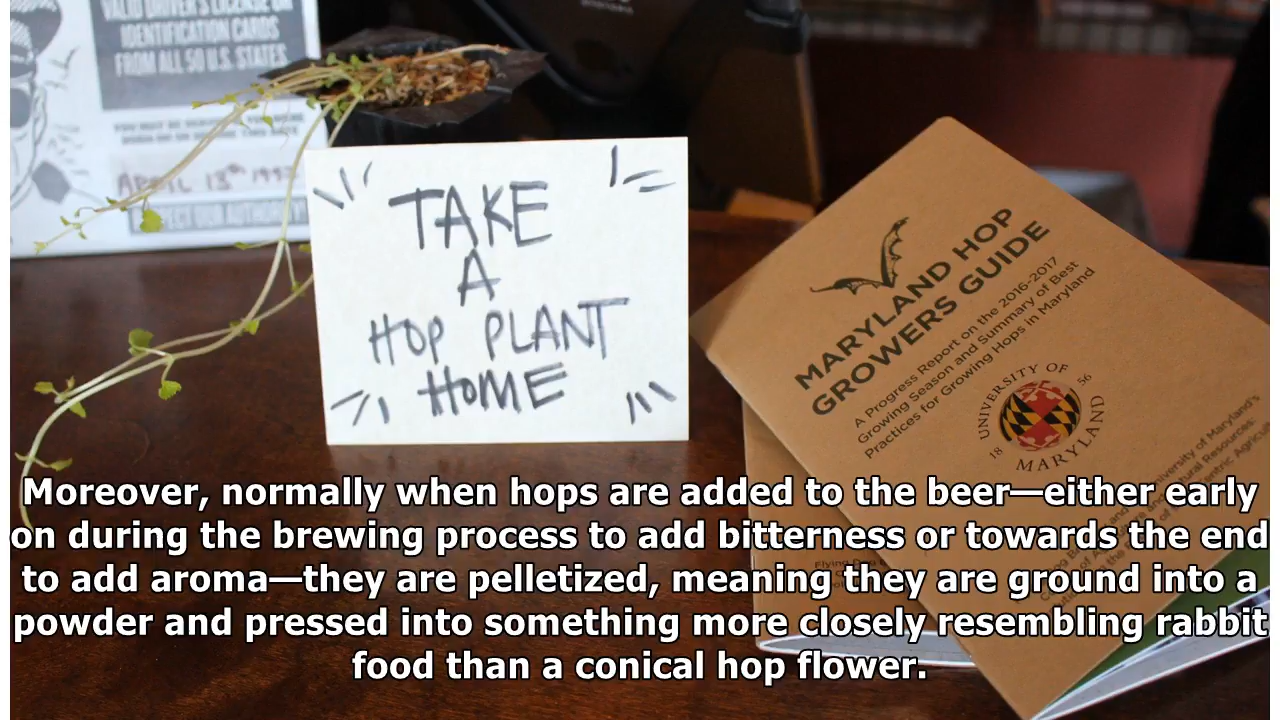 VALID DRIVER'S LICENSE OR
IDENTIFICATION CARDS
FROM ALL 50 U.S. STATES
APRIL 13th
RESPECT OUR AUTHORITY!
TAKE
A
HOP PLANT
HOME
MARYLAND HOP
GROWERS GUIDE
A Progress Report on the 2016-2017
Growing Season and Summary of Best
Practices for Growing Hops in Maryland
UNIVERSITY OF
18 56
MARYLAND
Moreover, normally when hops are added to the beer—either early
on during the brewing process to add bitterness or towards the end
to add aroma—they are pelletized, meaning they are ground into a
powder and pressed into something more closely resembling rabbit
food than a conical hop flower.